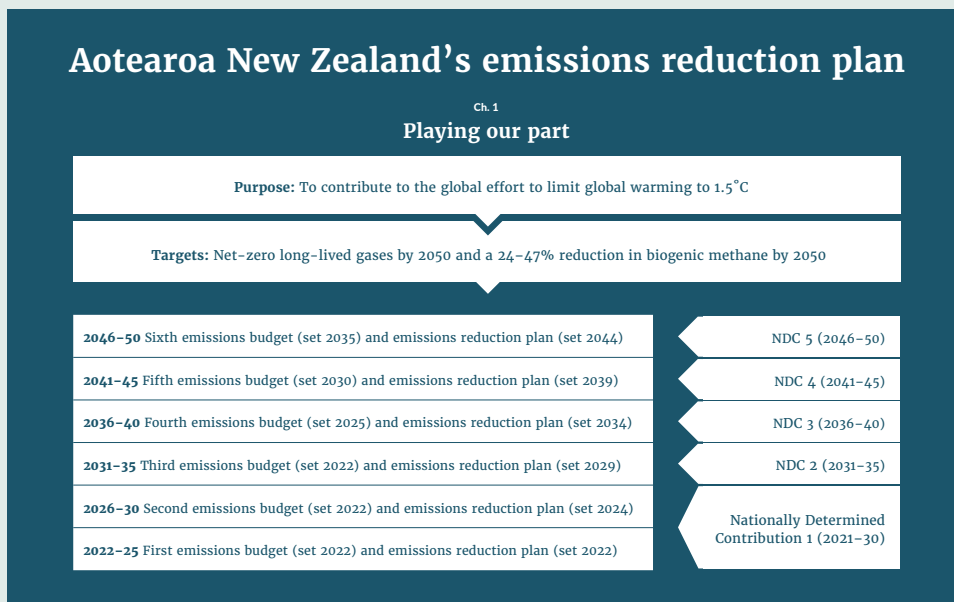 Aotearoa New Zealand’s emissions reduction plan
Ch. 1
Playing our part
Purpose: To contribute to the global effort to limit global warming to 1.5˚C
Targets: Net-zero long-lived gases by 2050 and a 24–47% reduction in biogenic methane by 2050
2046–50 Sixth emissions budget (set 2035) and emissions reduction plan (set 2044)
NDC 5 (2046–50)
2041–45 Fifth emissions budget (set 2030) and emissions reduction plan (set 2039)
NDC 4 (2041–45)
2036–40 Fourth emissions budget (set 2025) and emissions reduction plan (set 2034)
NDC 3 (2036–40)
2031–35 Third emissions budget (set 2022) and emissions reduction plan (set 2029)
NDC 2 (2031–35)
2026–30 Second emissions budget (set 2022) and emissions reduction plan (set 2024)
2022–25 First emissions budget (set 2022) and emissions reduction plan (set 2022)
Nationally Determined
Contribution 1 (2021–30)